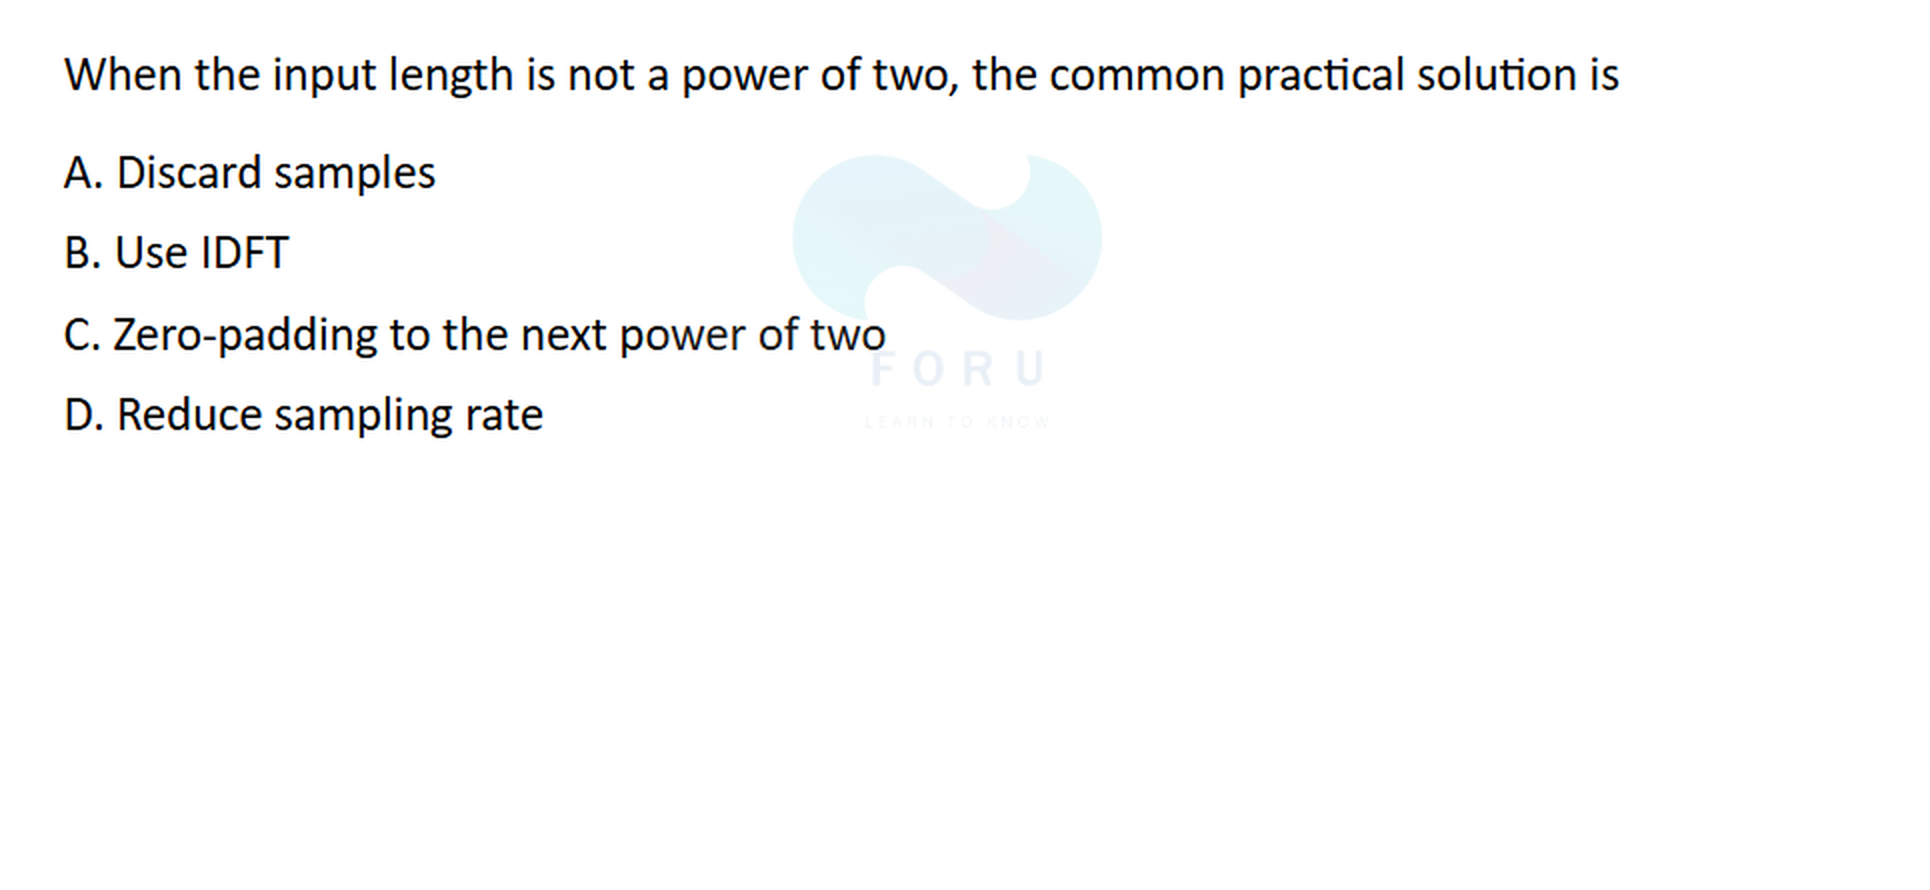 When the input length is not a power of two, the common practical solution is
A. Discard samples
B. Use IDFT
C. Zero-padding to the next power of two
D. Reduce sampling rate
FORU
LEARN TO KNOW